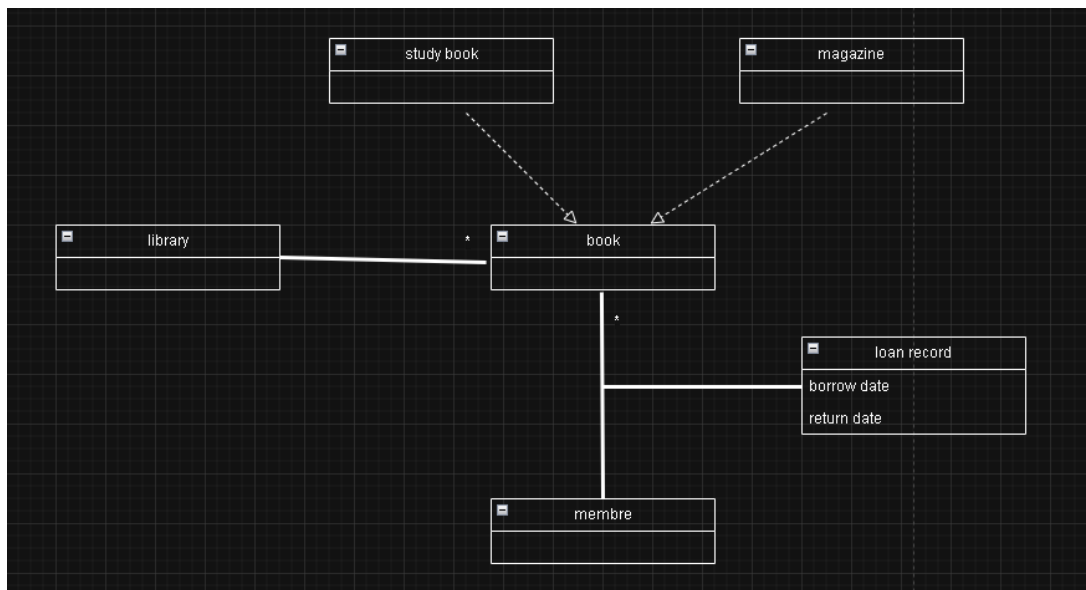 study book
magazine
library
*
book
*
loan record
borrow date
return date
membre